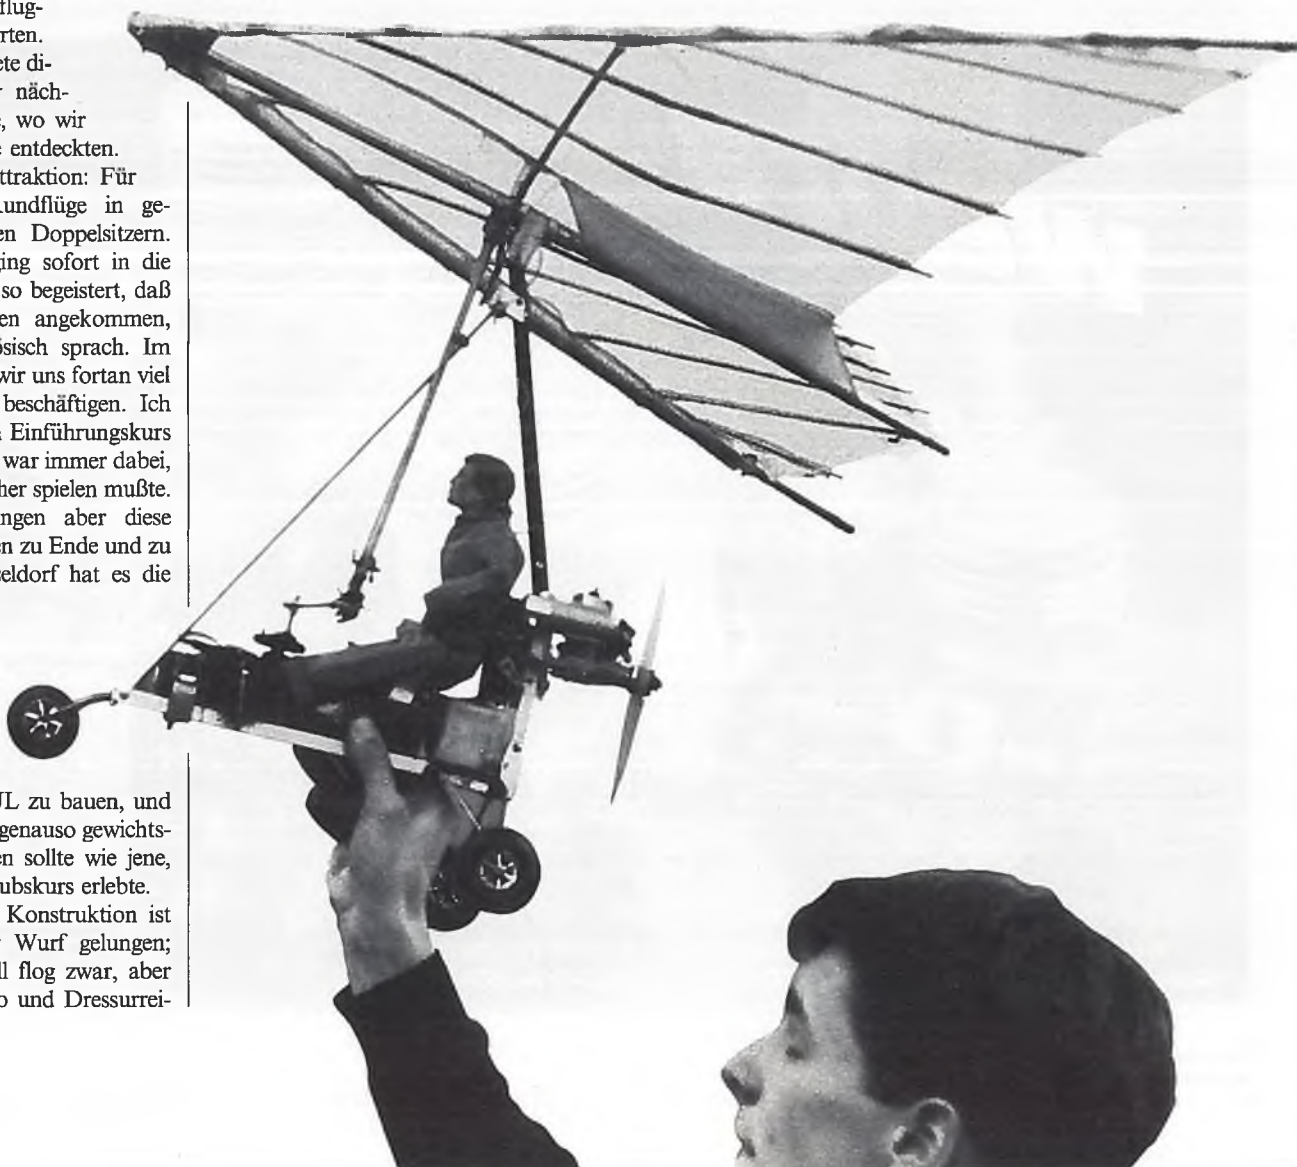 flug-
rten.
ete di-
näch-
, wo wir
entdeckten.
ttraktion: Für
undflüge in ge-
en Doppelsitzern.
ing sofort in die
so begeistert, daß
en angekommen,
ösisch sprach. Im
wir uns fortan viel
beschäftigen. Ich
Einführungskurs
war immer dabei,
her spielen mußte.
ngen aber diese
en zu Ende und zu
eldorf hat es die
JL zu bauen, und
genauso gewichts-
en sollte wie jene,
ubskurs erlebte.
Konstruktion ist
Wurf gelungen;
ll flog zwar, aber
o und Dressurrei-